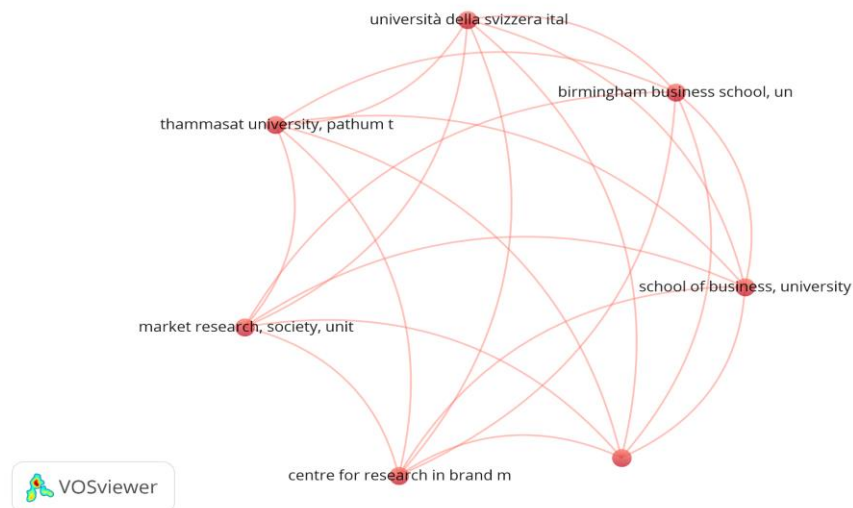 università della svizzera ital
birmingham business school, un
thammasat university, pathum t
school of business, university
market research, society, unit
centre for research in brand m
VOSviewer